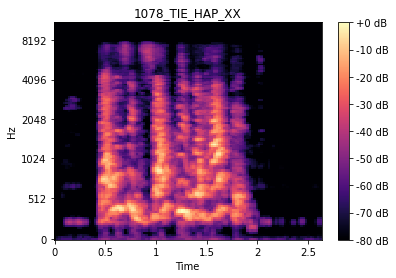 1078_TIE_HAP_XX
+0 dB
8192
-10 dB
4096
-20 dB
-30 dB
2048
-40 dB
Hz
1024
-50 dB
512
-60 dB
-70 dB
0
-80 dB
0 0.5 1 1.5 2 2.5
Time